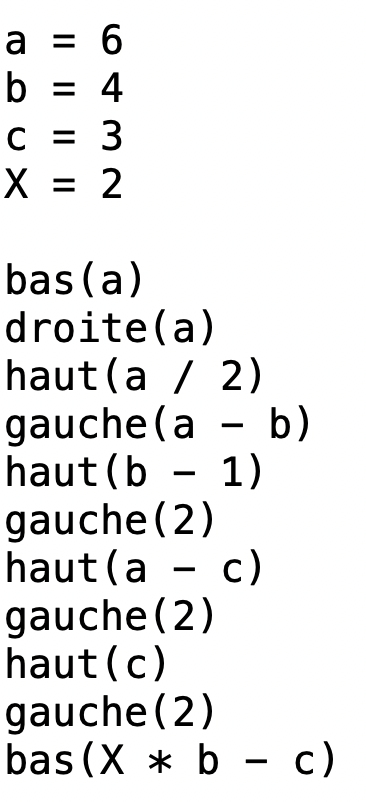 a = 6
b = 4
c = 3
X = 2

bas(a)
droite(a)
haut(a / 2)
gauche(a - b)
haut(b - 1)
gauche(2)
haut(a - c)
gauche(2)
haut(c)
gauche(2)
bas(X * b - c)